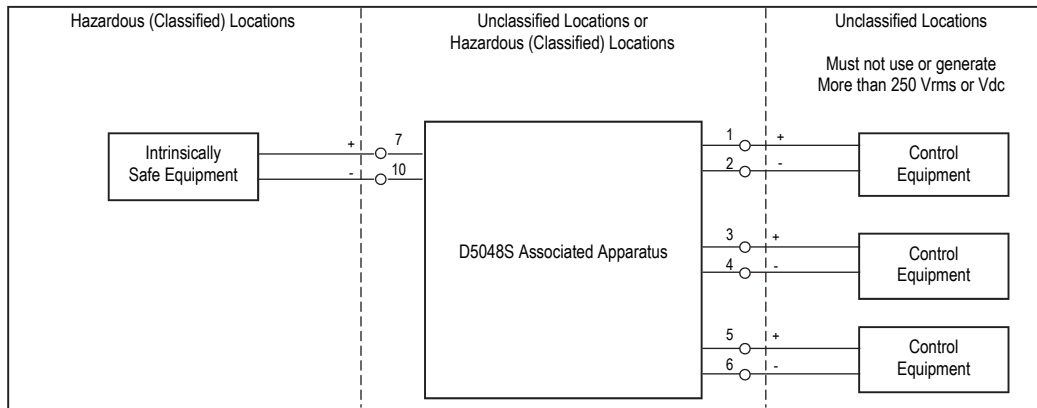 Hazardous (Classified) Locations
Unclassified Locations or
Hazardous (Classified) Locations
Unclassified Locations
Must not use or generate
More than 250 Vrms or Vdc
Intrinsically
Safe Equipment
+
7
-
10
D5048S Associated Apparatus
1
+
2
-
Control
Equipment
3
+
4
-
Control
Equipment
5
+
6
-
Control
Equipment